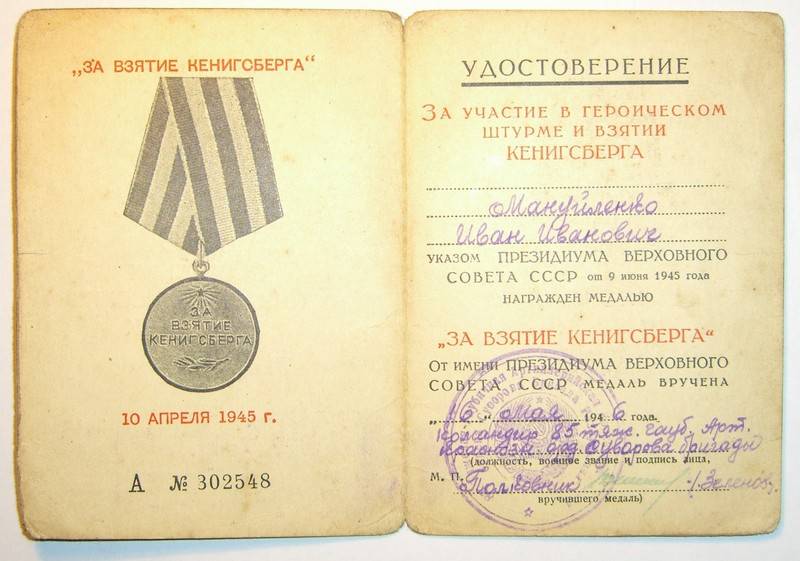 „ЗА ВЗЯТИЕ КЕНИГСБЕРГА“
ЗА
ВЗЯТИЕ
КЕНИГСБЕРГА
10 АПРЕЛЯ 1945 г.
А № 302548
УДОСТОВЕРЕНИЕ
ЗА УЧАСТИЕ В ГЕРОИЧЕСКОМ
ШТУРМЕ И ВЗЯТИИ
КЕНИГСБЕРГА
Мануйленко
Иван Иванович
УКАЗОМ ПРЕЗИДИУМА ВЕРХОВНОГО
СОВЕТА СССР от 9 июня 1945 года
НАГРАЖДЕН МЕДАЛЬЮ
„ЗА ВЗЯТИЕ КЕНИГСБЕРГА“
От имени ПРЕЗИДИУМА ВЕРХОВНОГО
СОВЕТА СССР МЕДАЛЬ ВРУЧЕНА
„16“ мая 1946 года.
Командир 85 тяж. гауб. Арт.
Краснозн. орд. Суворова бригады
(должность, военное звание и подпись лица,
М. П. Полковник /Зеленов/
вручившего медаль)